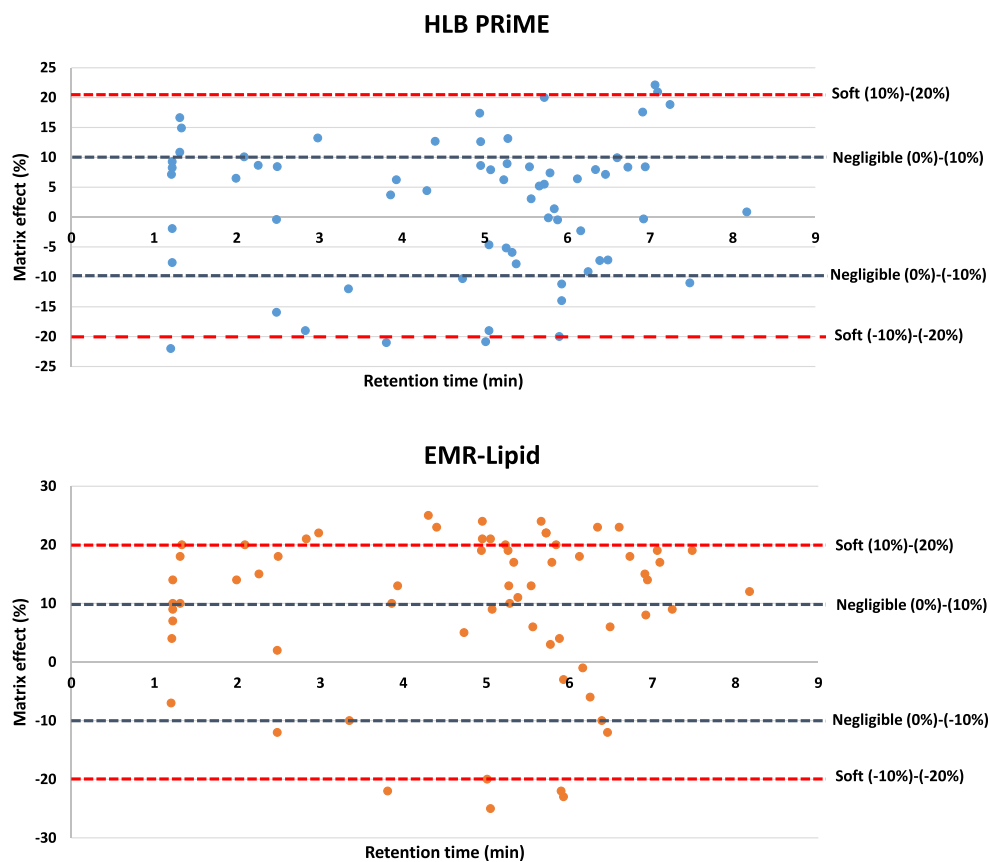 HLB PRiME
25
20
15
10
5
0
-5
-10
-15
-20
-25
0 1 2 3 4 5 6 7 8 9
Matrix effect (%)
Retention time (min)
Soft (10%)-(20%)
Negligible (0%)-(10%)
Negligible (0%)-(-10%)
Soft (-10%)-(-20%)
EMR-Lipid
30
20
10
0
-10
-20
-30
0 1 2 3 4 5 6 7 8 9
Matrix effect (%)
Retention time (min)
Soft (10%)-(20%)
Negligible (0%)-(10%)
Negligible (0%)-(-10%)
Soft (-10%)-(-20%)